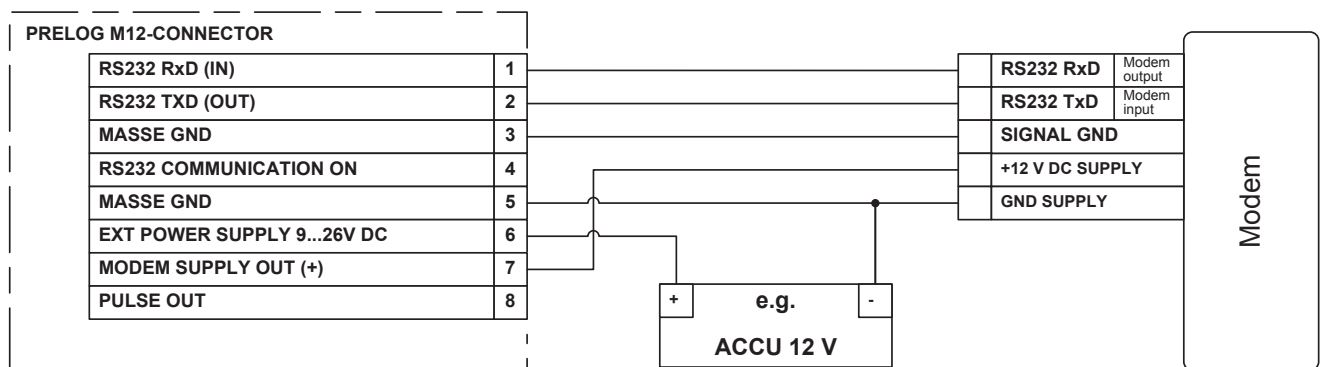 PRELOG M12-CONNECTOR
RS232 RxD (IN) 1
RS232 TXD (OUT) 2
MASSE GND 3
RS232 COMMUNICATION ON 4
MASSE GND 5
EXT POWER SUPPLY 9...26V DC 6
MODEM SUPPLY OUT (+) 7
PULSE OUT 8
+ e.g. -
ACCU 12 V
RS232 RxD Modem
output
RS232 TxD Modem
input
SIGNAL GND
+12 V DC SUPPLY
GND SUPPLY
Modem